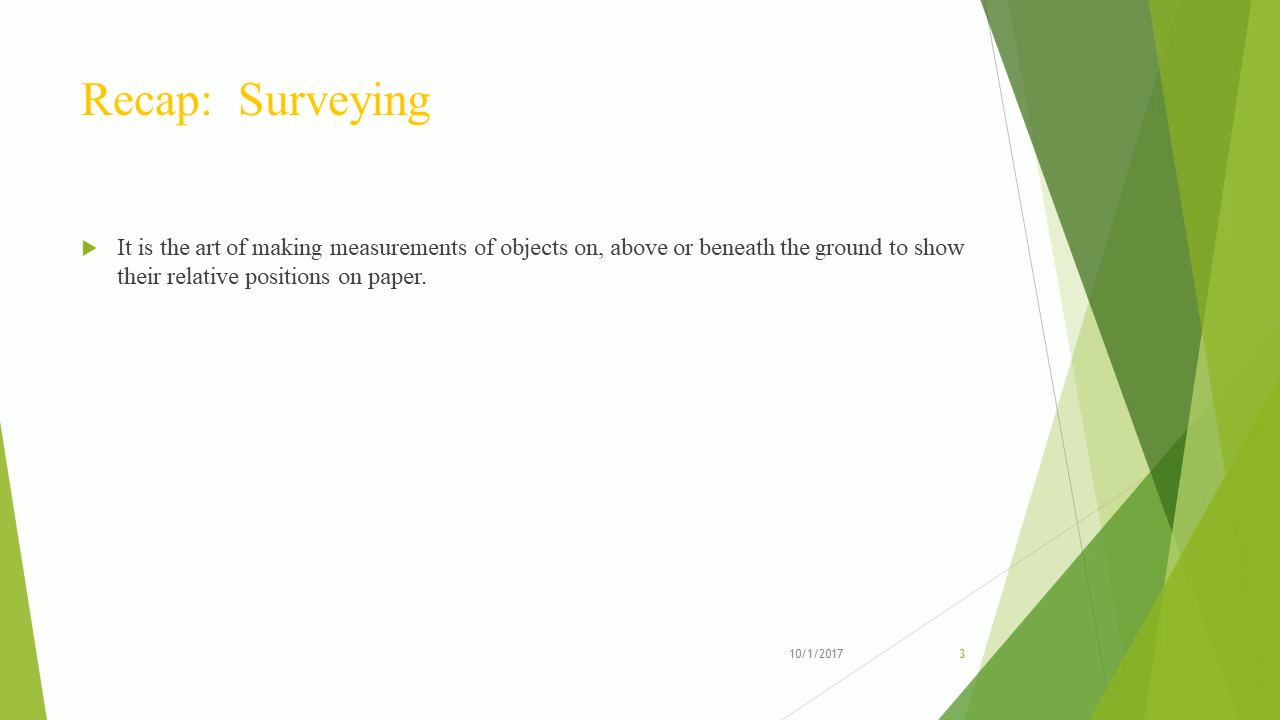 Recap: Surveying
It is the art of making measurements of objects on, above or beneath the ground to show
their relative positions on paper.
10/1/2017
3